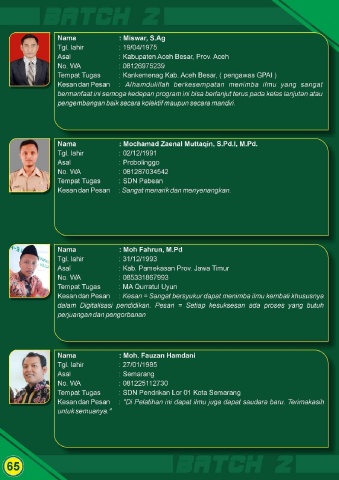 BATCH 2
Nama : Miswar, S.Ag
Tgl. lahir : 19/04/1975
Asal : Kabupaten Aceh Besar, Prov. Aceh
No. WA : 08126975239
Tempat Tugas : Kankemenag Kab. Aceh Besar, ( pengawas GPAI )
Kesan dan Pesan : Alhamdulillah berkesempatan menimba ilmu yang sangat
bermanfaat ini semoga kedapan program ini bisa berlanjut terus pada kelas lanjutan atau
pengembangan baik secara kolektif maupun secara mandiri.
Nama : Mochamad Zaenal Muttaqin, S.Pd.I, M.Pd.
Tgl. lahir : 02/12/1991
Asal : Probolinggo
No. WA : 081287034542
Tempat Tugas : SDN Pabean
Kesan dan Pesan : Sangat menarik dan menyenangkan.
Nama : Moh Fahrun, M.Pd
Tgl. lahir : 31/12/1993
Asal : Kab. Pamekasan Prov. Jawa Timur
No. WA : 085331867993
Tempat Tugas : MA Qurratul Uyun
Kesan dan Pesan : Kesan = Sangat bersyukur dapat menimba ilmu kembali khususnya
dalam Digitalisasi pendidikan. Pesan = Setiap kesuksesan ada proses yang butuh
perjuangan dan pengorbanan
Nama : Moh. Fauzan Hamdani
Tgl. lahir : 27/01/1985
Asal : Semarang
No. WA : 081225112730
Tempat Tugas : SDN Pendrikan Lor 01 Kota Semarang
Kesan dan Pesan : "Di Pelatihan ini dapat ilmu juga dapat saudara baru. Terimakasih
untuk semuanya."
65
BATCH 2